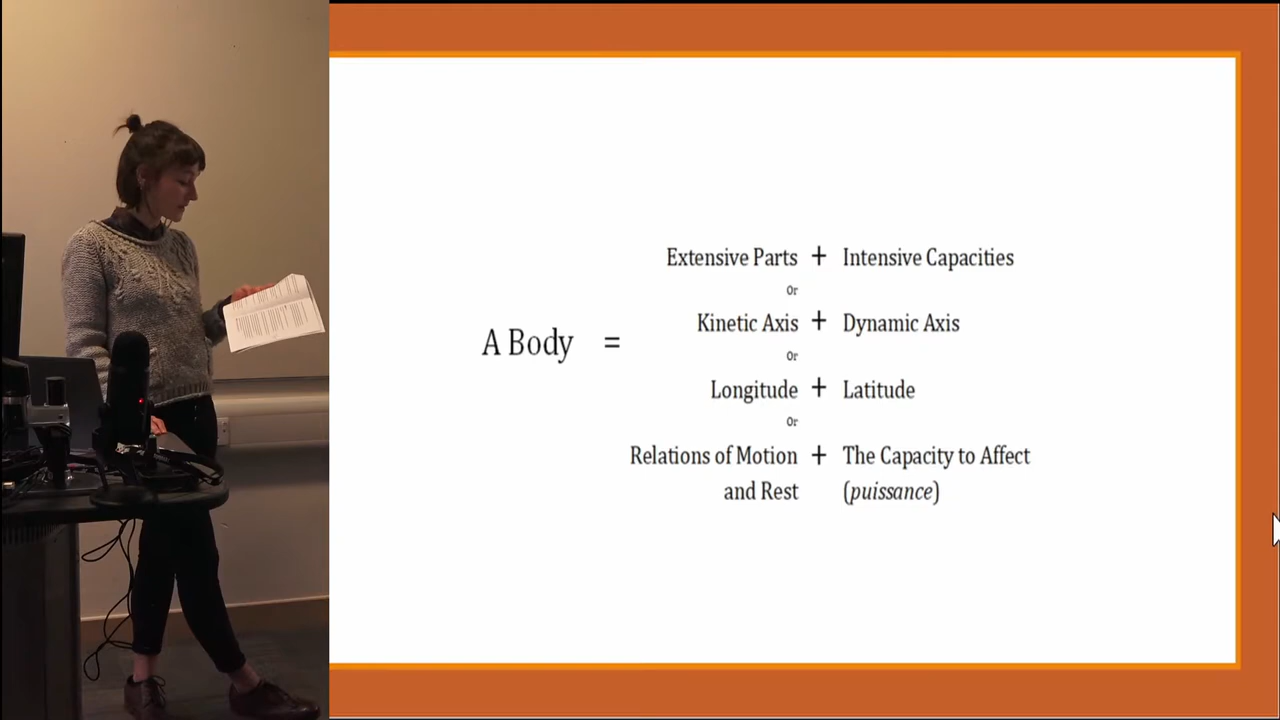 Extensive Parts + Intensive Capacities
Or
Kinetic Axis + Dynamic Axis
Or
A Body =
Longitude + Latitude
Or
Relations of Motion + The Capacity to Affect
and Rest (puissance)